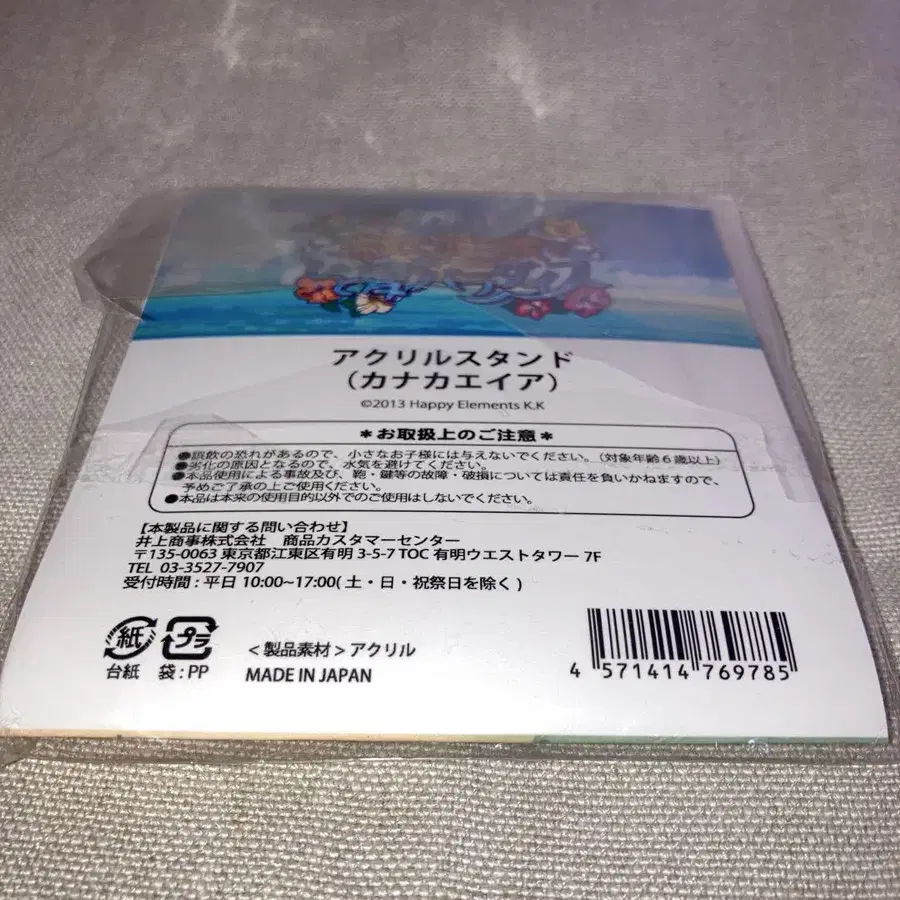 アクリルスタンド
（カナカエイア）
©2013 Happy Elements K.K
＊お取扱上のご注意＊
●誤飲の恐れがあるので、小さなお子様には与えないでください。（対象年齢６歳以上）
●劣化の原因となるので、水気を避けてください。
●本品使用による事故及び、鞄・鍵等の故障・破損については責任を負いかねますので、
予めご了承の上ご使用ください。
●本品は本来の使用目的以外でのご使用はしないでください。
【本製品に関する問い合わせ】
井上商事株式会社　商品カスタマーセンター
〒135-0063 東京都江東区有明 3-5-7 TOC 有明ウエストタワー 7F
TEL 03-3527-7907
受付時間 : 平日 10:00~17:00( 土・日・祝祭日を除く )
紙 プラ
台紙 袋 : PP
＜製品素材＞アクリル
MADE IN JAPAN
4 571414 769785